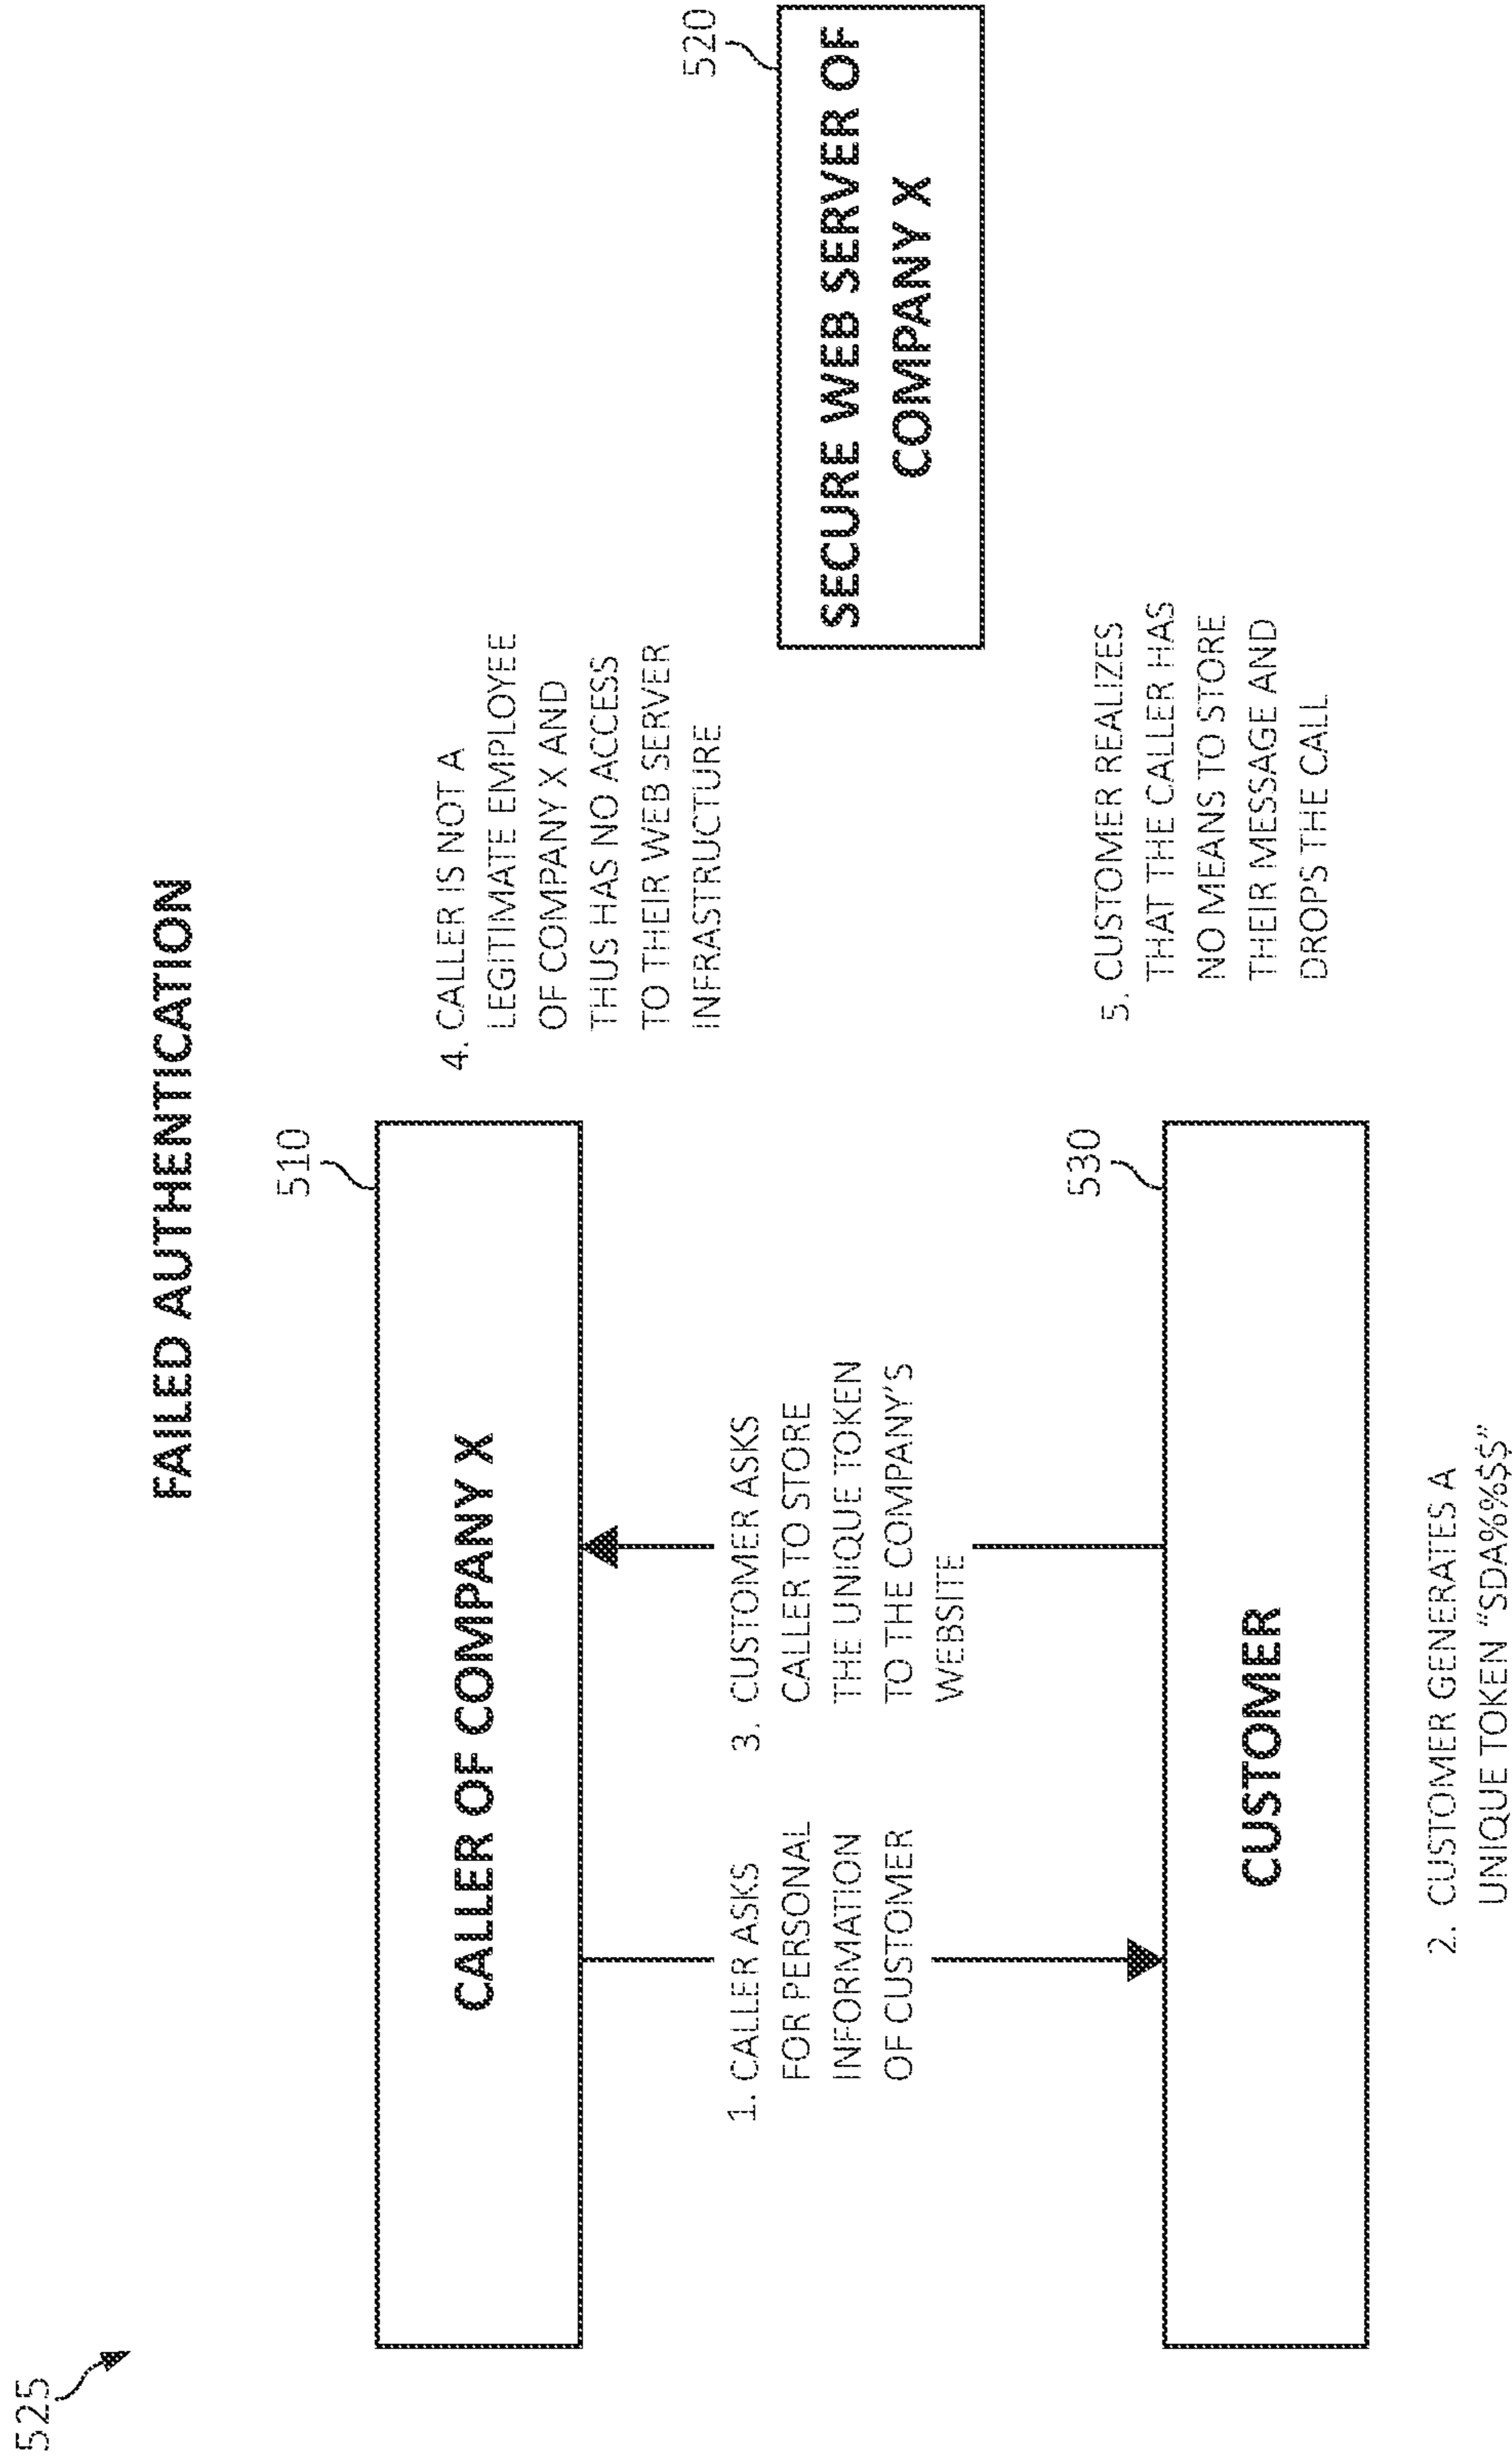 525
FAILED AUTHENTICATION
510
CALLER OF COMPANY X
1. CALLER ASKS
FOR PERSONAL
INFORMATION
OF CUSTOMER
3. CUSTOMER ASKS
CALLER TO STORE
THE UNIQUE TOKEN
TO THE COMPANY'S
WEBSITE
530
CUSTOMER
2. CUSTOMER GENERATES A
UNIQUE TOKEN “SDA%%$$”
4. CALLER IS NOT A
LEGITIMATE EMPLOYEE
OF COMPANY X AND
THUS HAS NO ACCESS
TO THEIR WEB SERVER
INFRASTRUCTURE
520
SECURE WEB SERVER OF
COMPANY X
5. CUSTOMER REALIZES
THAT THE CALLER HAS
NO MEANS TO STORE
THEIR MESSAGE AND
DROPS THE CALL